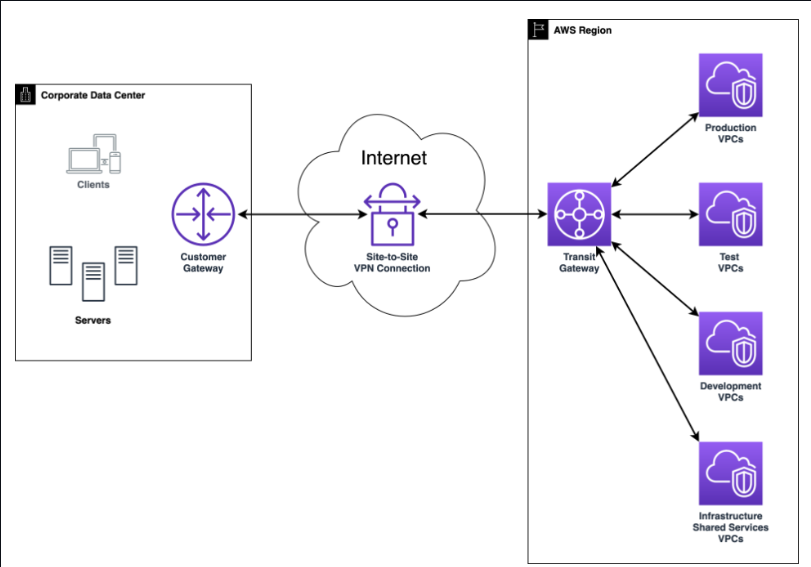 Corporate Data Center
Clients
Servers
Customer
Gateway
Internet
Site-to-Site
VPN Connection
AWS Region
Transit
Gateway
Production
VPCs
Test
VPCs
Development
VPCs
Infrastructure
Shared Services
VPCs